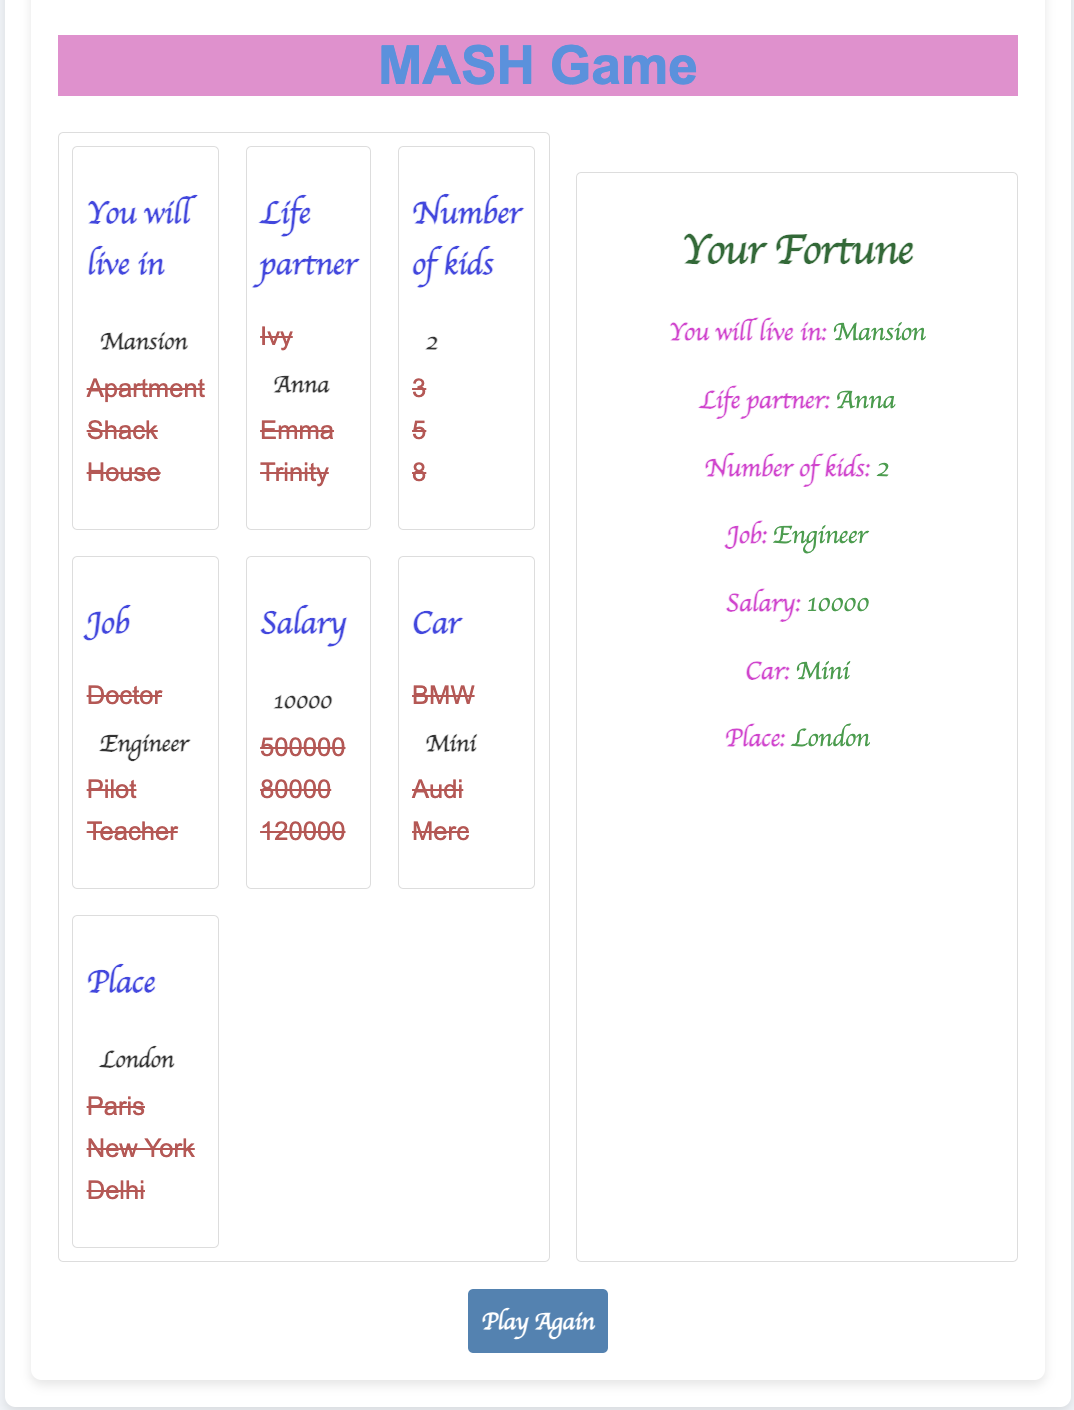 MASH Game
You will
live in
Mansion
Apartment
Shack
House
Life
partner
Ivy
Anna
Emma
Trinity
Number
of kids
2
3
5
8
Job
Doctor
Engineer
Pilot
Teacher
Salary
10000
500000
80000
120000
Car
BMW
Mini
Audi
Merc
Place
London
Paris
New York
Delhi
Your Fortune
You will live in: Mansion
Life partner: Anna
Number of kids: 2
Job: Engineer
Salary: 10000
Car: Mini
Place: London
Play Again